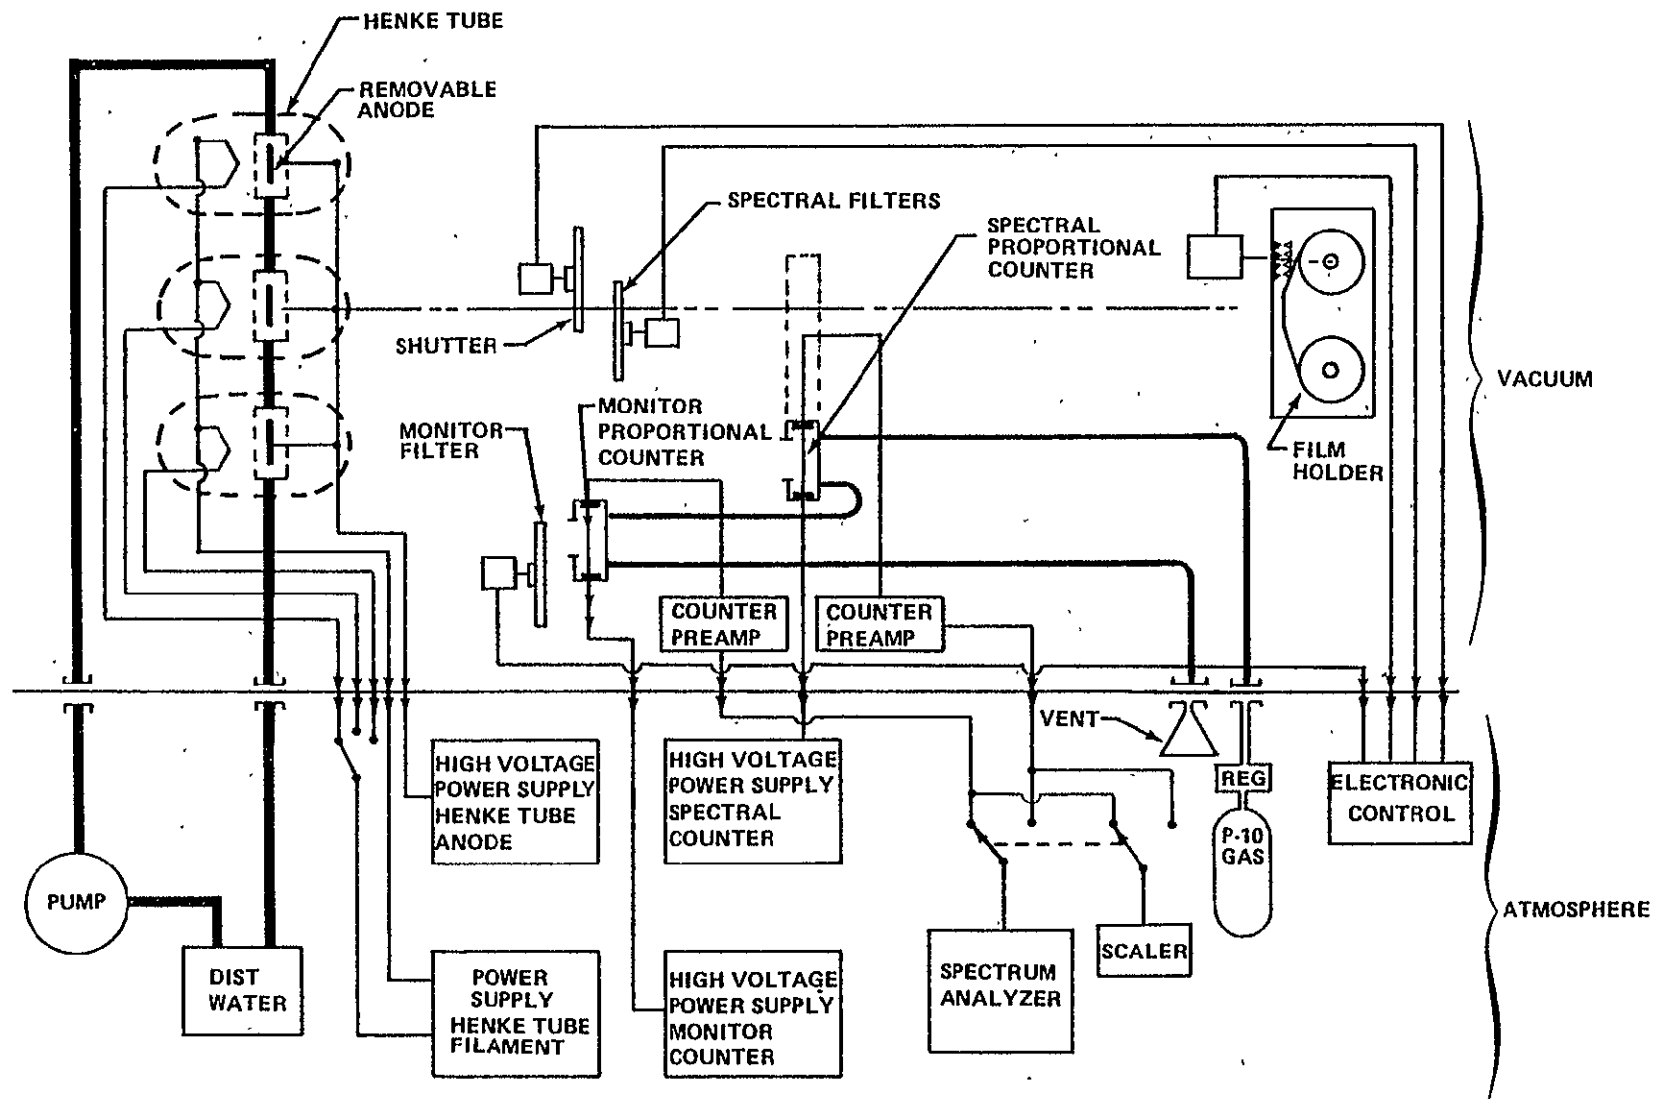 HENKE TUBE
REMOVABLE
ANODE
SPECTRAL FILTERS
SPECTRAL
PROPORTIONAL
COUNTER
SHUTTER
VACUUM
MONITOR
PROPORTIONAL
COUNTER
MONITOR
FILTER
FILM
HOLDER
COUNTER
PREAMP
COUNTER
PREAMP
VENT
HIGH VOLTAGE
POWER SUPPLY
HENKE TUBE
ANODE
HIGH VOLTAGE
POWER SUPPLY
SPECTRAL
COUNTER
REG
ELECTRONIC
CONTROL
P-10
GAS
PUMP
ATMOSPHERE
DIST
WATER
POWER
SUPPLY
HENKE TUBE
FILAMENT
HIGH VOLTAGE
POWER SUPPLY
MONITOR
COUNTER
SPECTRUM
ANALYZER
SCALER